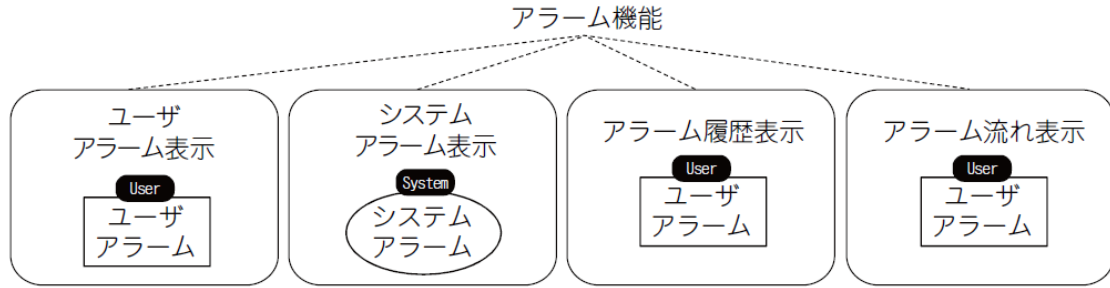 アラーム機能
ユーザ
アラーム表示
User
ユーザ
アラーム
システム
アラーム表示
System
システム
アラーム
アラーム履歴表示
User
ユーザ
アラーム
アラーム流れ表示
User
ユーザ
アラーム